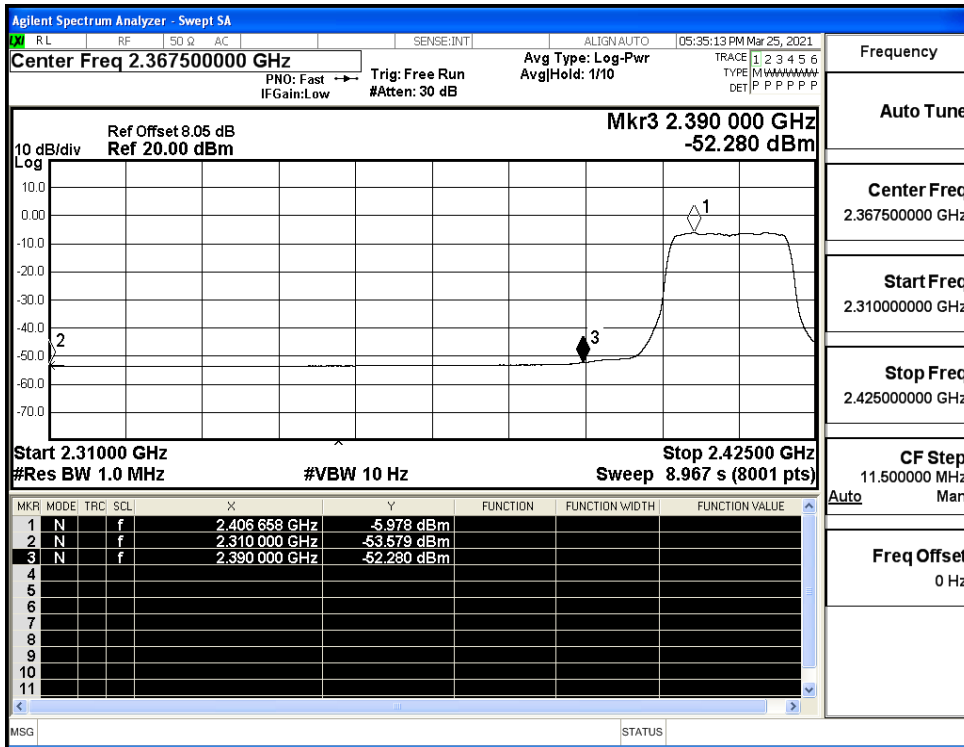 Agilent Spectrum Analyzer - Swept SA
LXI RL RF 50 Ω AC SENSE:INT ALIGN AUTO 05:35:13 PM Mar 25, 2021
Center Freq 2.367500000 GHz
PNO: Fast
IFGain:Low
Trig: Free Run
#Atten: 30 dB
Avg Type: Log-Pwr
Avg|Hold: 1/10
TRACE 1 2 3 4 5 6
TYPE M W W W W W
DET P P P P P P
Ref Offset 8.05 dB
10 dB/div Ref 20.00 dBm
Log
Mkr3 2.390 000 GHz
-52.280 dBm
10.0
0.00
-10.0
-20.0
-30.0
-40.0
-50.0
-60.0
-70.0
1
2
3
Start 2.31000 GHz Stop 2.42500 GHz
#Res BW 1.0 MHz #VBW 10 Hz Sweep 8.967 s (8001 pts)
MKR MODE TRC SCL X Y FUNCTION FUNCTION WIDTH FUNCTION VALUE
1 N f 2.406 658 GHz -5.978 dBm
2 N f 2.310 000 GHz -53.579 dBm
3 N f 2.390 000 GHz -52.280 dBm
4
5
6
7
8
9
10
11
MSG STATUS
Frequency
Auto Tune
Center Freq
2.367500000 GHz
Start Freq
2.310000000 GHz
Stop Freq
2.425000000 GHz
CF Step
11.500000 MHz
Auto Man
Freq Offset
0 Hz